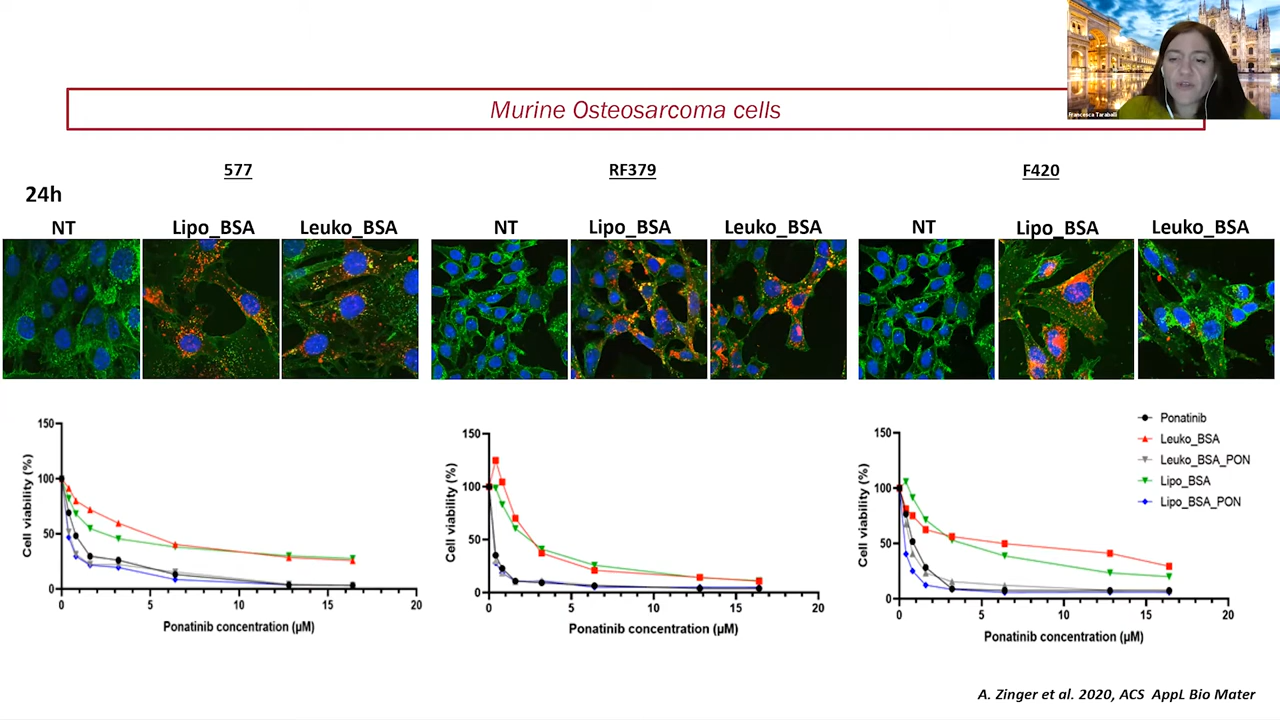 Francesca Taraballi
Murine Osteosarcoma cells
577
RF379
F420
24h
NT
Lipo_BSA
Leuko_BSA
NT
Lipo_BSA
Leuko_BSA
NT
Lipo_BSA
Leuko_BSA
150
100
50
0
Cell viability (%)
0
5
10
15
20
Ponatinib concentration (µM)
150
100
50
0
Cell viability (%)
0
5
10
15
20
Ponatinib concentration (µM)
150
100
50
0
Cell viability (%)
0
5
10
15
20
Ponatinib concentration (µM)
Ponatinib
Leuko_BSA
Leuko_BSA_PON
Lipo_BSA
Lipo_BSA_PON
A. Zinger et al. 2020, ACS AppL Bio Mater